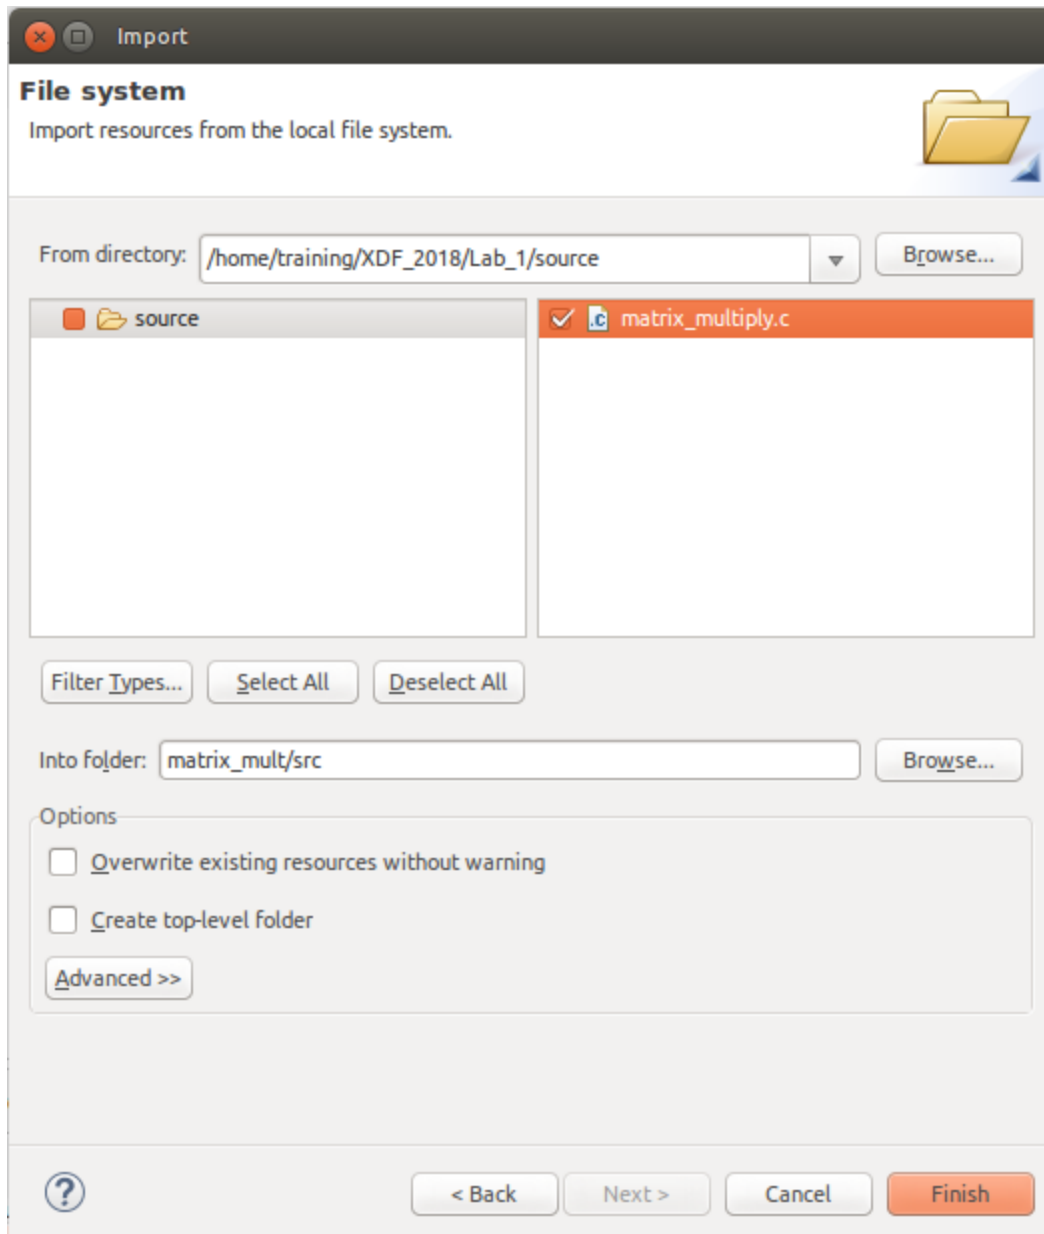 Import
File system
Import resources from the local file system.
From directory: /home/training/XDF_2018/Lab_1/source Browse...
source
.c matrix_multiply.c
Filter Types... Select All Deselect All
Into folder: matrix_mult/src Browse...
Options
Overwrite existing resources without warning
Create top-level folder
Advanced >>
? < Back Next > Cancel Finish